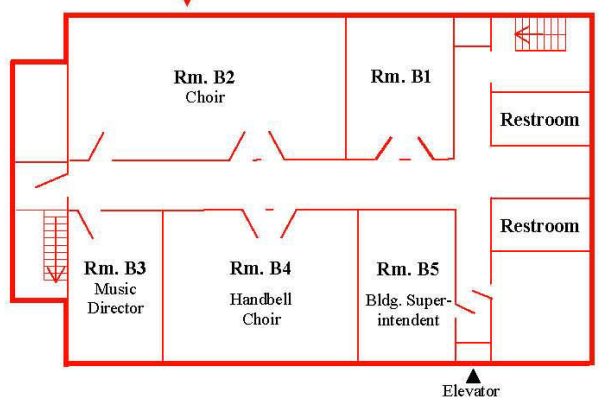 Rm. B2
Choir
Rm. B1
Restroom
Restroom
Rm. B3
Music
Director
Rm. B4
Handbell
Choir
Rm. B5
Bldg. Super-
intendent
Elevator